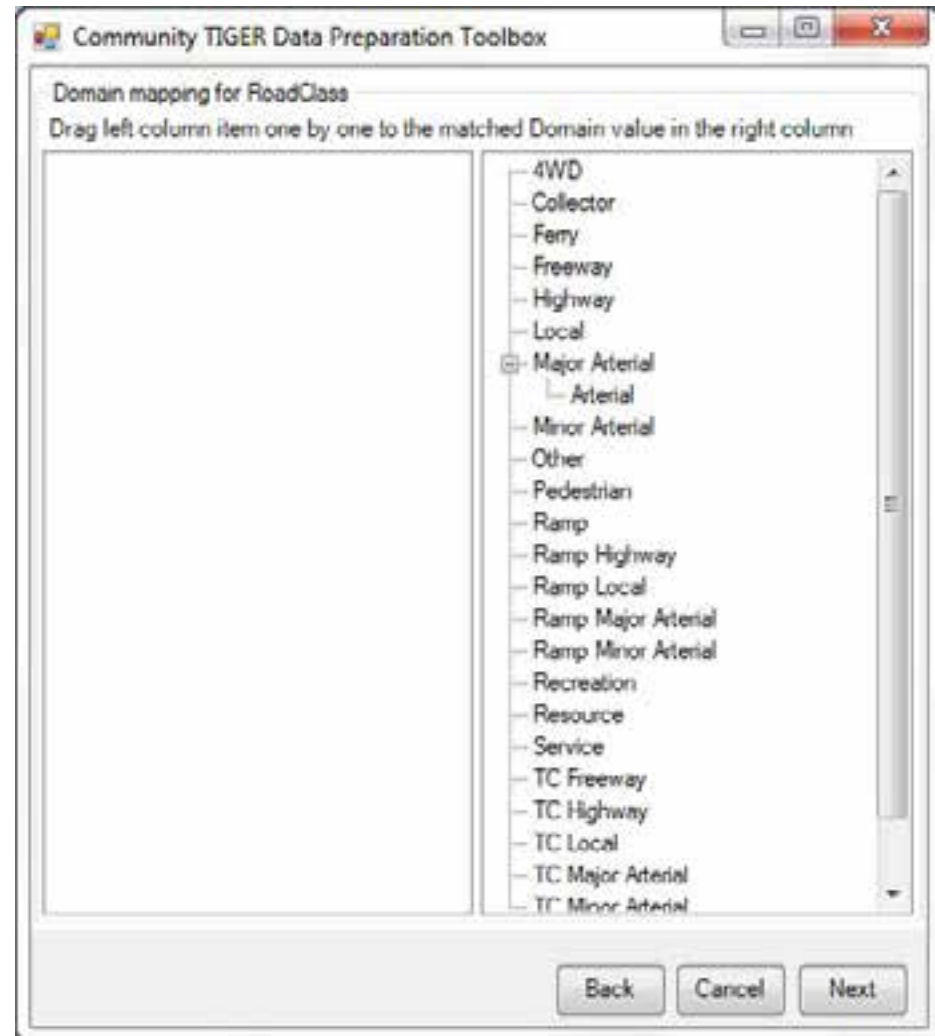 Community TIGER Data Preparation Toolbox
Domain mapping for RoadClass
Drag left column item one by one to the matched Domain value in the right column
4WD
Collector
Ferry
Freeway
Highway
Local
Major Arterial
Arterial
Minor Arterial
Other
Pedestrian
Ramp
Ramp Highway
Ramp Local
Ramp Major Arterial
Ramp Minor Arterial
Recreation
Resource
Service
TC Freeway
TC Highway
TC Local
TC Major Arterial
TC Minor Arterial
Back Cancel Next